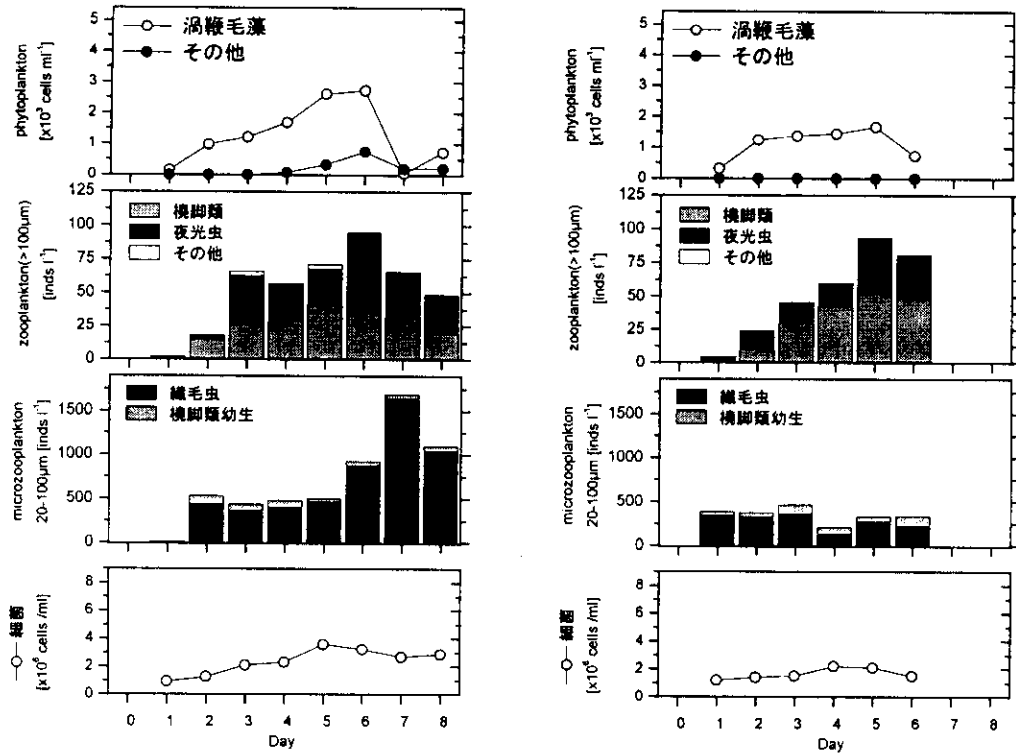 渦鞭毛藻
その他
phytoplankton
[x10³ cells ml⁻¹]
5
4
3
2
1
0
橈脚類
夜光虫
その他
zooplankton(>100μm)
[inds l⁻¹]
125
100
75
50
25
0
繊毛虫
橈脚類幼生
microzooplankton
20-100μm [inds l⁻¹]
1500
1000
500
0
細菌
[x10⁶ cells /ml]
8
6
4
2
0
0 1 2 3 4 5 6 7 8
Day
渦鞭毛藻
その他
phytoplankton
[x10³ cells ml⁻¹]
5
4
3
2
1
0
橈脚類
夜光虫
その他
zooplankton(>100μm)
[inds l⁻¹]
125
100
75
50
25
0
繊毛虫
橈脚類幼生
microzooplankton
20-100μm [inds l⁻¹]
1500
1000
500
0
細菌
[x10⁶ cells /ml]
8
6
4
2
0
0 1 2 3 4 5 6 7 8
Day